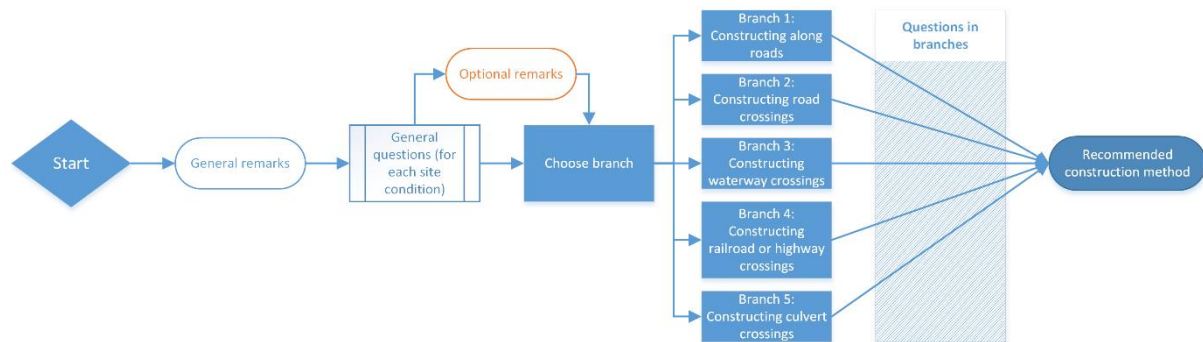 Start
General remarks
General
questions (for
each site
condition)
Optional remarks
Choose branch
Branch 1:
Constructing along
roads
Branch 2:
Constructing road
crossings
Branch 3:
Constructing
waterway crossings
Branch 4:
Constructing
railroad or highway
crossings
Branch 5:
Constructing culvert
crossings
Questions in
branches
Recommended
construction method